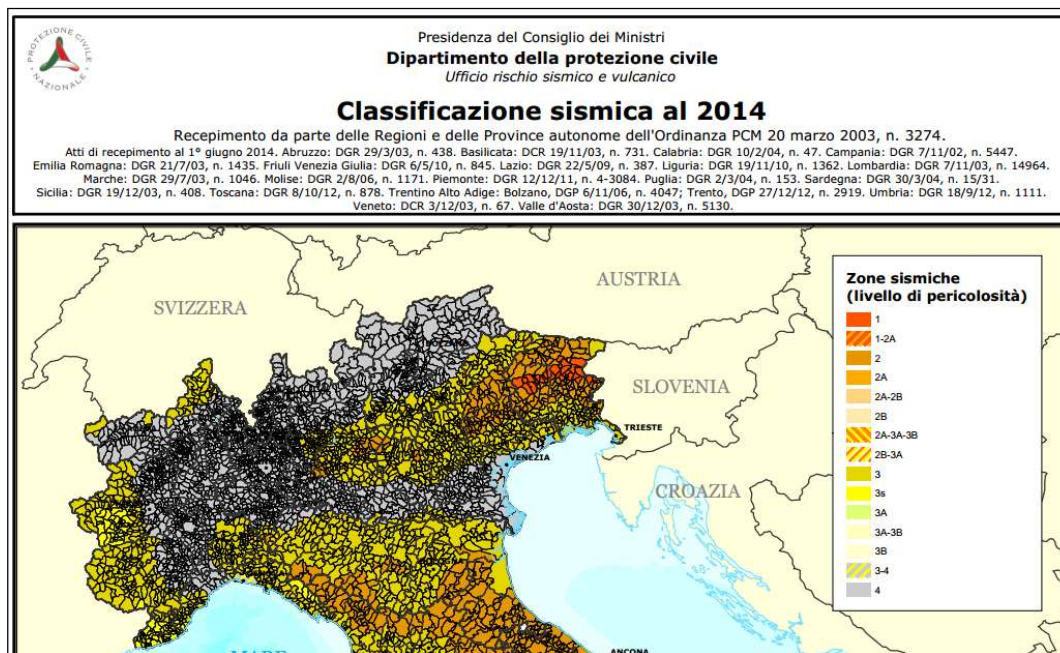 PROTEZIONE CIVILE
NAZIONALE
Presidenza del Consiglio dei Ministri
Dipartimento della protezione civile
Ufficio rischio sismico e vulcanico
Classificazione sismica al 2014
Recepimento da parte delle Regioni e delle Province autonome dell'Ordinanza PCM 20 marzo 2003, n. 3274.
Atti di recepimento al 1° giugno 2014. Abruzzo: DGR 29/3/03, n. 438. Basilicata: DCR 19/11/03, n. 731. Calabria: DGR 10/2/04, n. 47. Campania: DGR 7/11/02, n. 5447.
Emilia Romagna: DGR 21/7/03, n. 1435. Friuli Venezia Giulia: DGR 6/5/10, n. 845. Lazio: DGR 22/5/09, n. 387. Liguria: DGR 19/11/10, n. 1362. Lombardia: DGR 7/11/03, n. 14964.
Marche: DGR 29/7/03, n. 1046. Molise: DGR 2/8/06, n. 1171. Piemonte: DGR 12/12/11, n. 4-3084. Puglia: DGR 2/3/04, n. 153. Sardegna: DGR 30/3/04, n. 15/31.
Sicilia: DGR 19/12/03, n. 408. Toscana: DGR 8/10/12, n. 878. Trentino Alto Adige: Bolzano, DGP 6/11/06, n. 4047; Trento, DGP 27/12/12, n. 2919. Umbria: DGR 18/9/12, n. 1111.
Veneto: DCR 3/12/03, n. 67. Valle d'Aosta: DGR 30/12/03, n. 5130.
AUSTRIA
SVIZZERA
SLOVENIA
TRIESTE
VENEZIA
CROAZIA
ANCONA
MARE
Zone sismiche
(livello di pericolosità)
1
1-2A
2
2A
2A-2B
2B
2A-3A-3B
2B-3A
3
3s
3A
3A-3B
3B
3-4
4